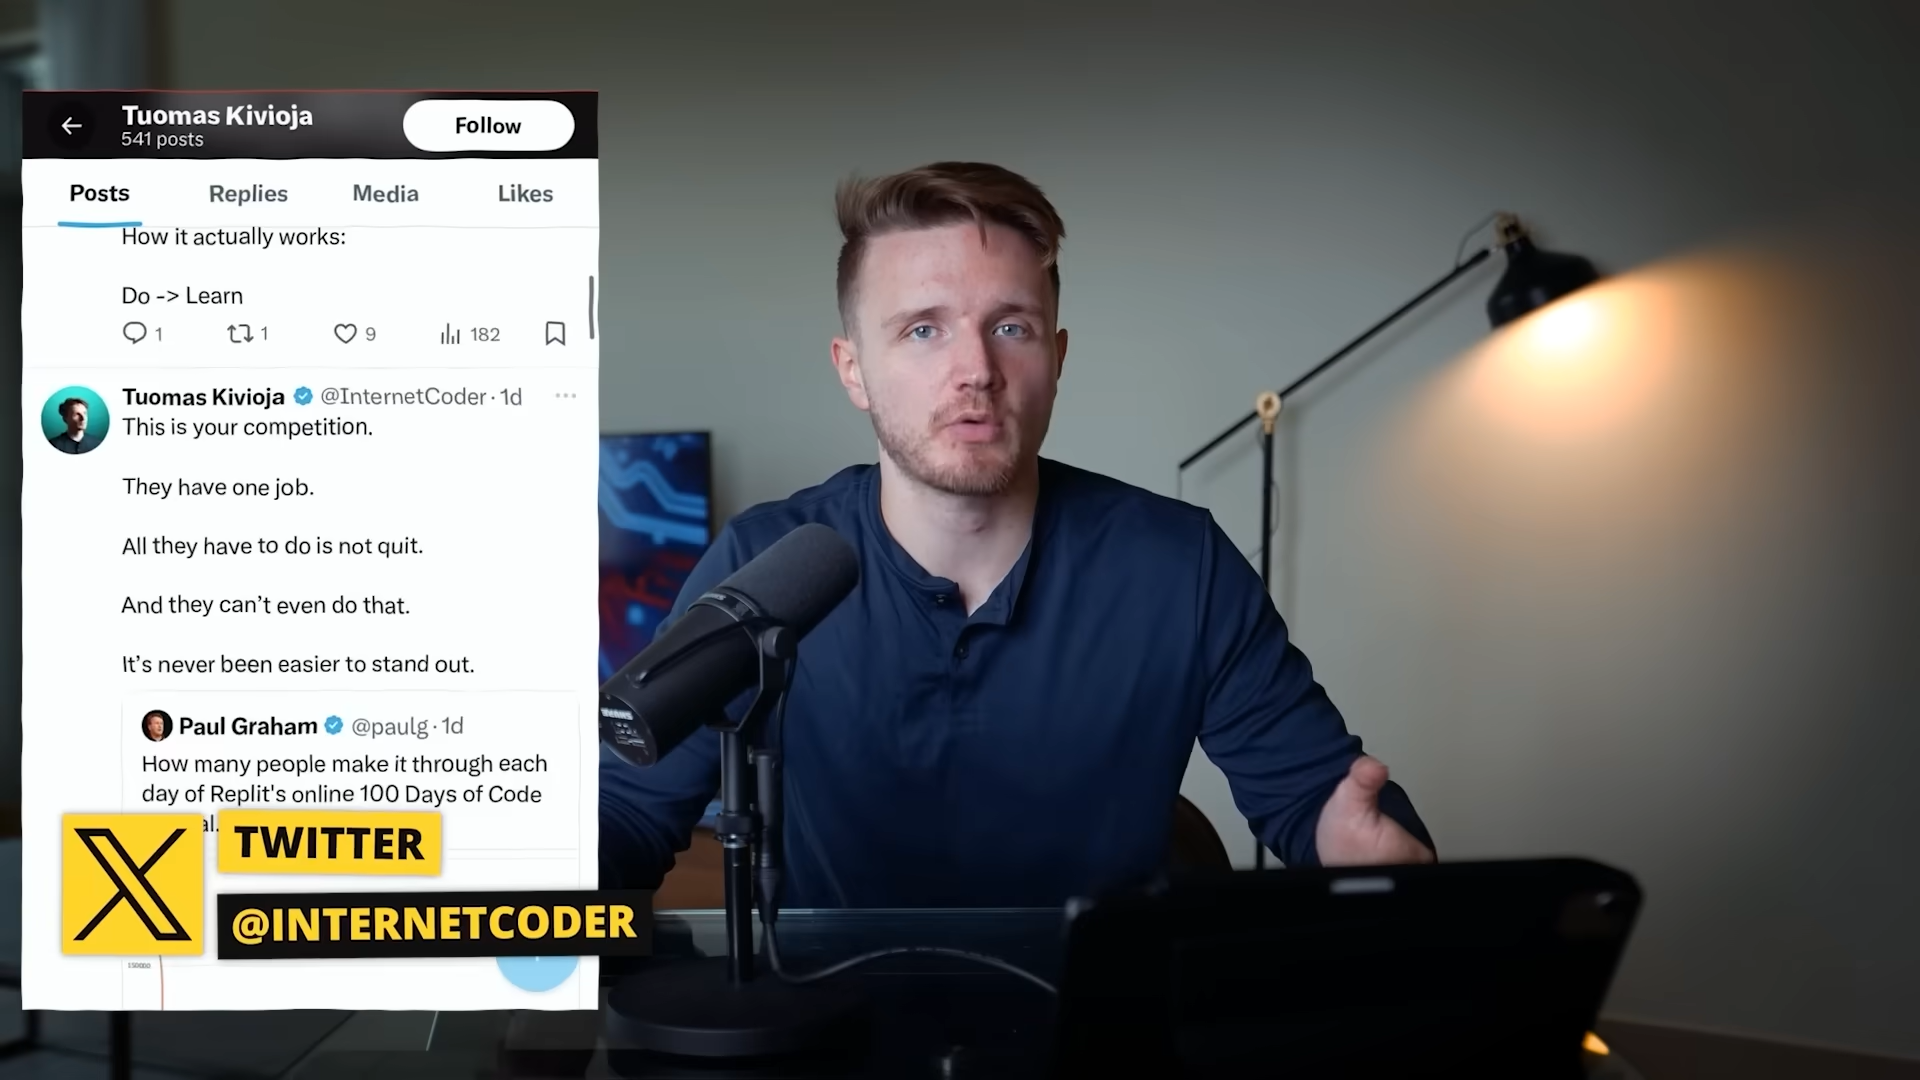 Tuomas Kivioja
541 posts
Follow
Posts Replies Media Likes
How it actually works:
Do -> Learn
1 1 9 182
Tuomas Kivioja @InternetCoder · 1d
This is your competition.
They have one job.
All they have to do is not quit.
And they can't even do that.
It's never been easier to stand out.
Paul Graham @paulg · 1d
How many people make it through each
day of Replit's online 100 Days of Code
al.
TWITTER
@INTERNETCODER
150000